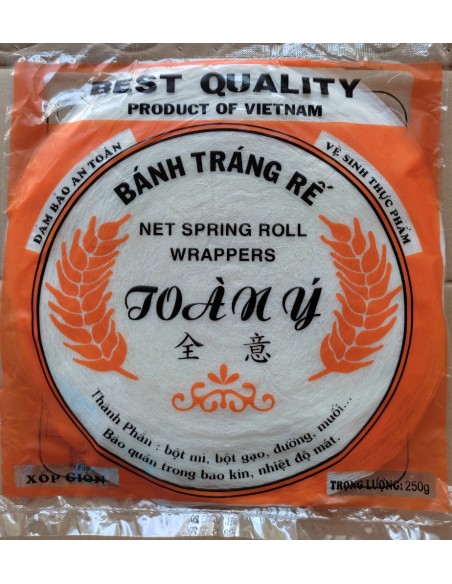 BEST QUALITY
PRODUCT OF VIETNAM
ĐẢM BẢO AN TOÀN
VỆ SINH THỰC PHẨM
BÁNH TRÁNG RẾ
NET SPRING ROLL
WRAPPERS
TOÀN Ý
全意
Thành Phần : bột mì, bột gạo, đường, muối...
Bảo quản trong bao kín, nhiệt độ mát.
XỐP GIÒN
TRỌNG LƯỢNG: 250g